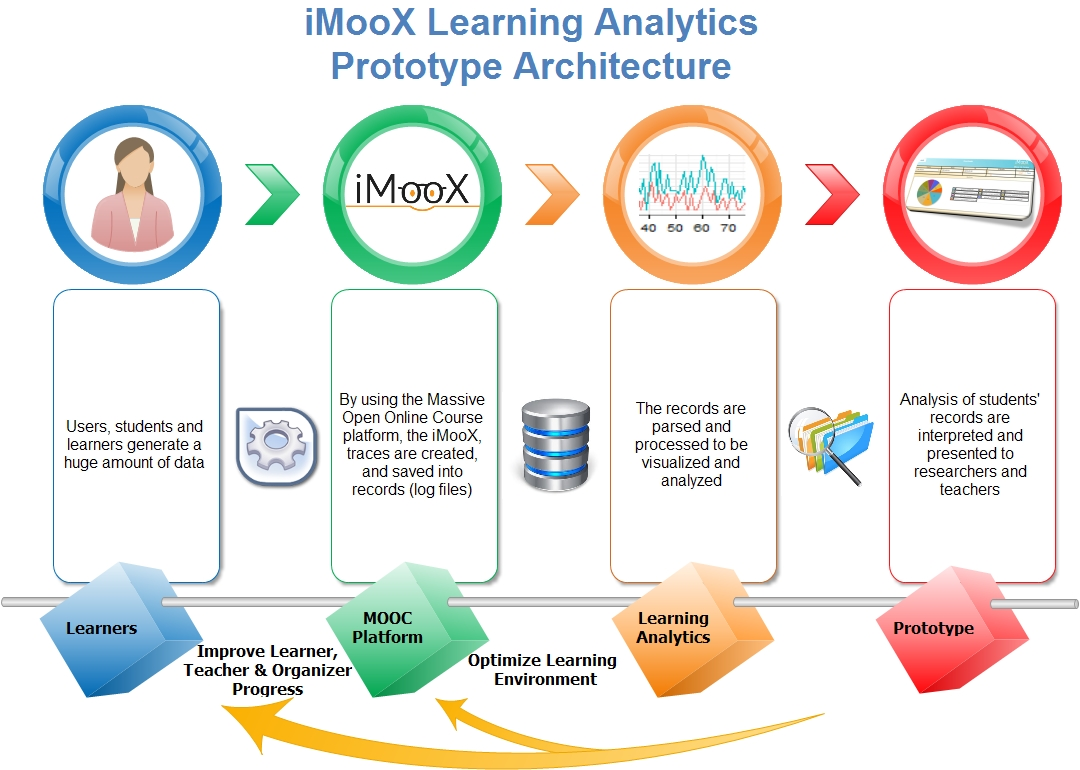 iMooX Learning Analytics
Prototype Architecture
iMooX
40 50 60 70
Users, students and
learners generate a
huge amount of data
By using the Massive
Open Online Course
platform, the iMooX,
traces are created,
and saved into
records (log files)
The records are
parsed and
processed to be
visualized and
analyzed
Analysis of students'
records are
interpreted and
presented to
researchers and
teachers
Learners
MOOC
Platform
Learning
Analytics
Prototype
Improve Learner,
Teacher & Organizer
Progress
Optimize Learning
Environment